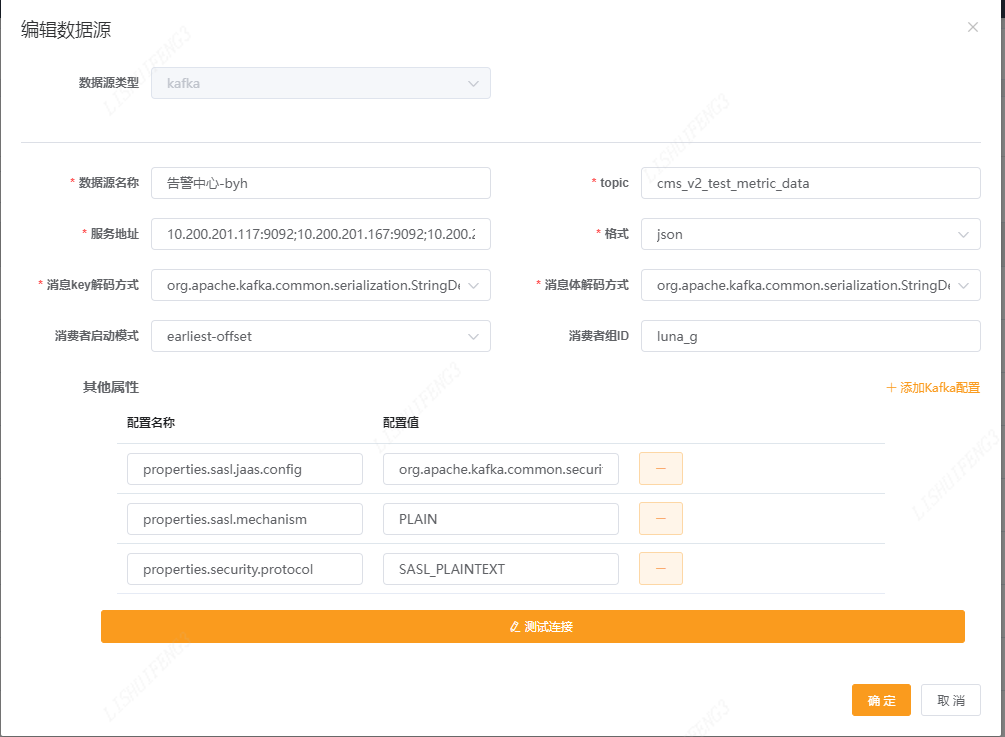 编辑数据源
数据源类型 kafka
* 数据源名称 告警中心-byh * topic cms_v2_test_metric_data
* 服务地址 10.200.201.117:9092;10.200.201.167:9092;10.200.2 * 格式 json
* 消息key解码方式 org.apache.kafka.common.serialization.StringDe * 消息体解码方式 org.apache.kafka.common.serialization.StringDe
消费者启动模式 earliest-offset 消费者组ID luna_g
其他属性 + 添加Kafka配置
配置名称 配置值
properties.sasl.jaas.config org.apache.kafka.common.securi
properties.sasl.mechanism PLAIN
properties.security.protocol SASL_PLAINTEXT
测试连接
确 定 取 消
LISHUIFENG3
LISHUIFENG3
LISHUIFENG3
LISHUIFENG3
LISHUIFENG3
LISHUIFENG3